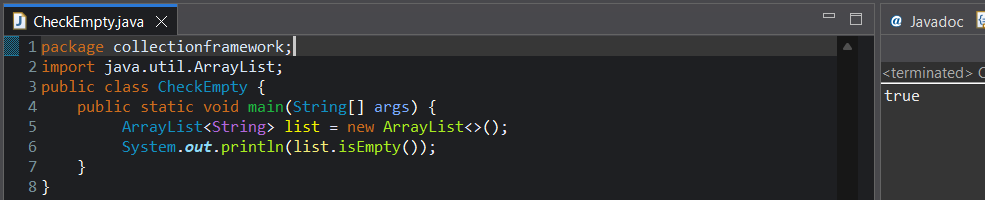 CheckEmpty.java
Javadoc
1 package collectionframework;
2 import java.util.ArrayList;
3 public class CheckEmpty {
4     public static void main(String[] args) {
5         ArrayList<String> list = new ArrayList<>();
6         System.out.println(list.isEmpty());
7     }
8 }
<terminated>
true